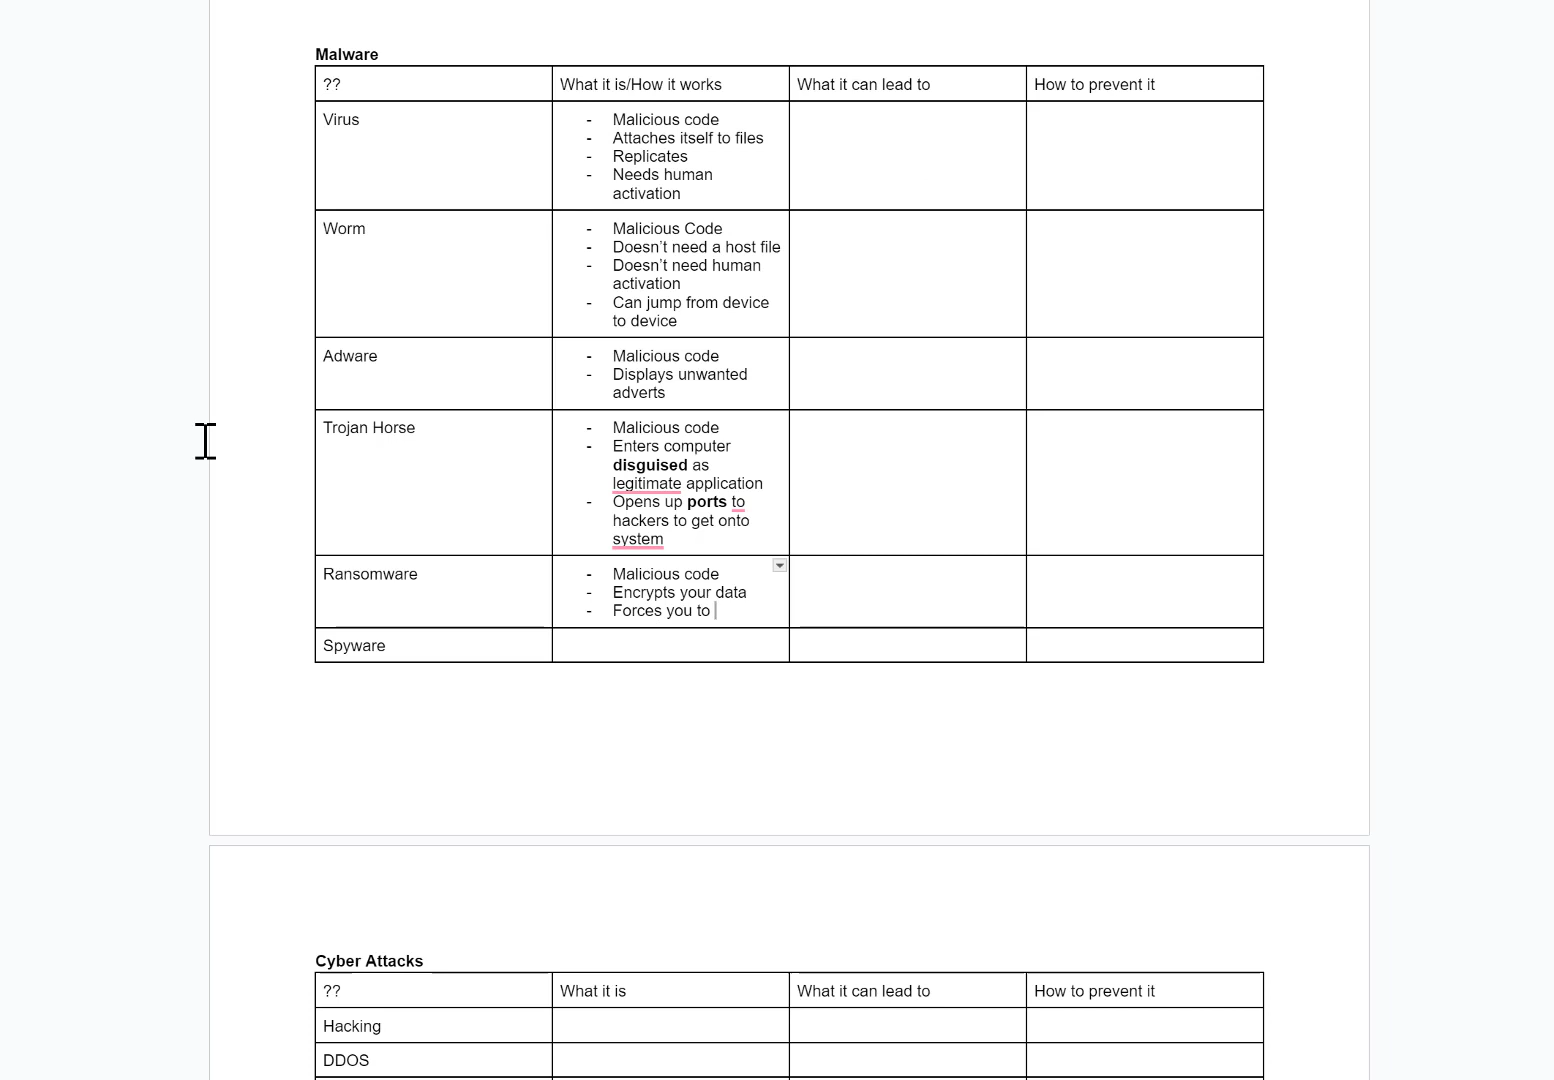 Malware
??
What it is/How it works
What it can lead to
How to prevent it
Virus
- Malicious code
- Attaches itself to files
- Replicates
- Needs human
activation
Worm
- Malicious Code
- Doesn't need a host file
- Doesn't need human
activation
- Can jump from device
to device
Adware
- Malicious code
- Displays unwanted
adverts
Trojan Horse
- Malicious code
- Enters computer
disguised as
legitimate application
- Opens up ports to
hackers to get onto
system
Ransomware
- Malicious code
- Encrypts your data
- Forces you to
Spyware
Cyber Attacks
??
What it is
What it can lead to
How to prevent it
Hacking
DDOS